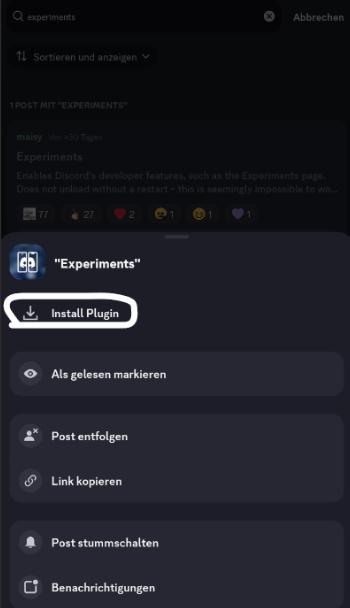 experiments
Abbrechen
Sortieren und anzeigen
1 POST MIT "EXPERIMENTS"
maisy Vor >30 Tagen
Experiments
Enables Discord's developer features, such as the Experiments page.
Does not unload without a restart – this is seemingly impossible to wo...
77 27 2 1 1 1
"Experiments"
Install Plugin
Als gelesen markieren
Post entfolgen
Link kopieren
Post stummschalten
Benachrichtigungen